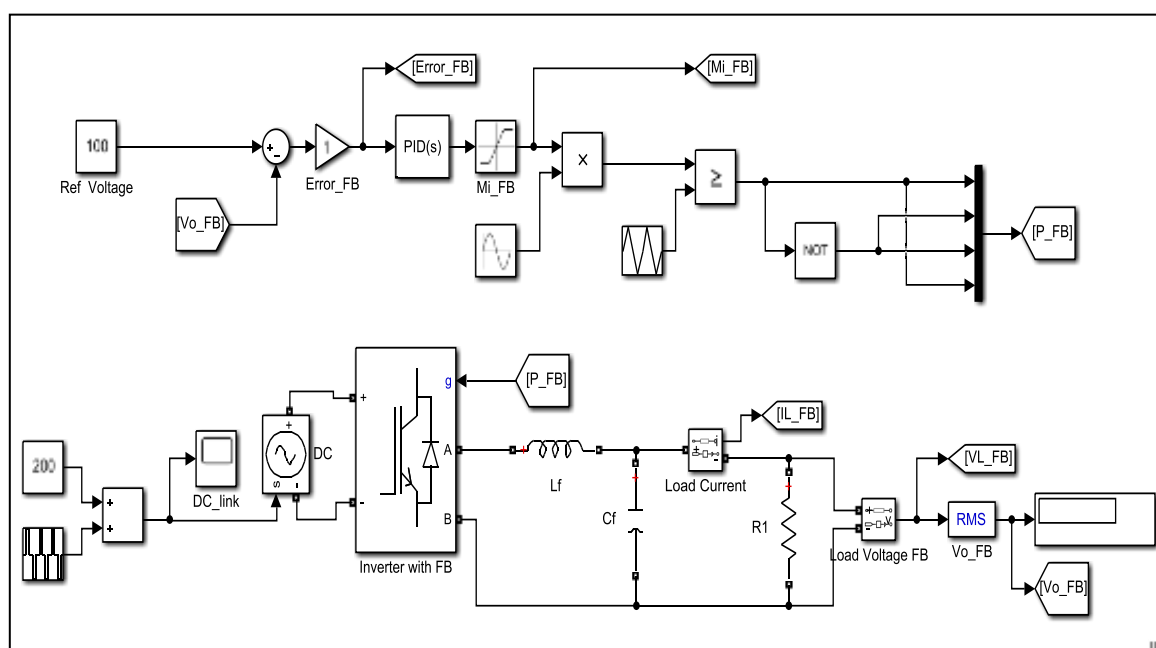 [Error_FB]
[Mi_FB]
100
Ref Voltage
+
-
1
Error_FB
PID(s)
Mi_FB
×
≥
NOT
[P_FB]
[Vo_FB]
[P_FB]
g
+
-
A
B
Inverter with FB
200
+
+
DC_link
+
s
-
DC
+
Lf
+
Cf
i
+
-
Load Current
[IL_FB]
+
R1
+
-
v
Load Voltage FB
[VL_FB]
RMS
Vo_FB
[Vo_FB]